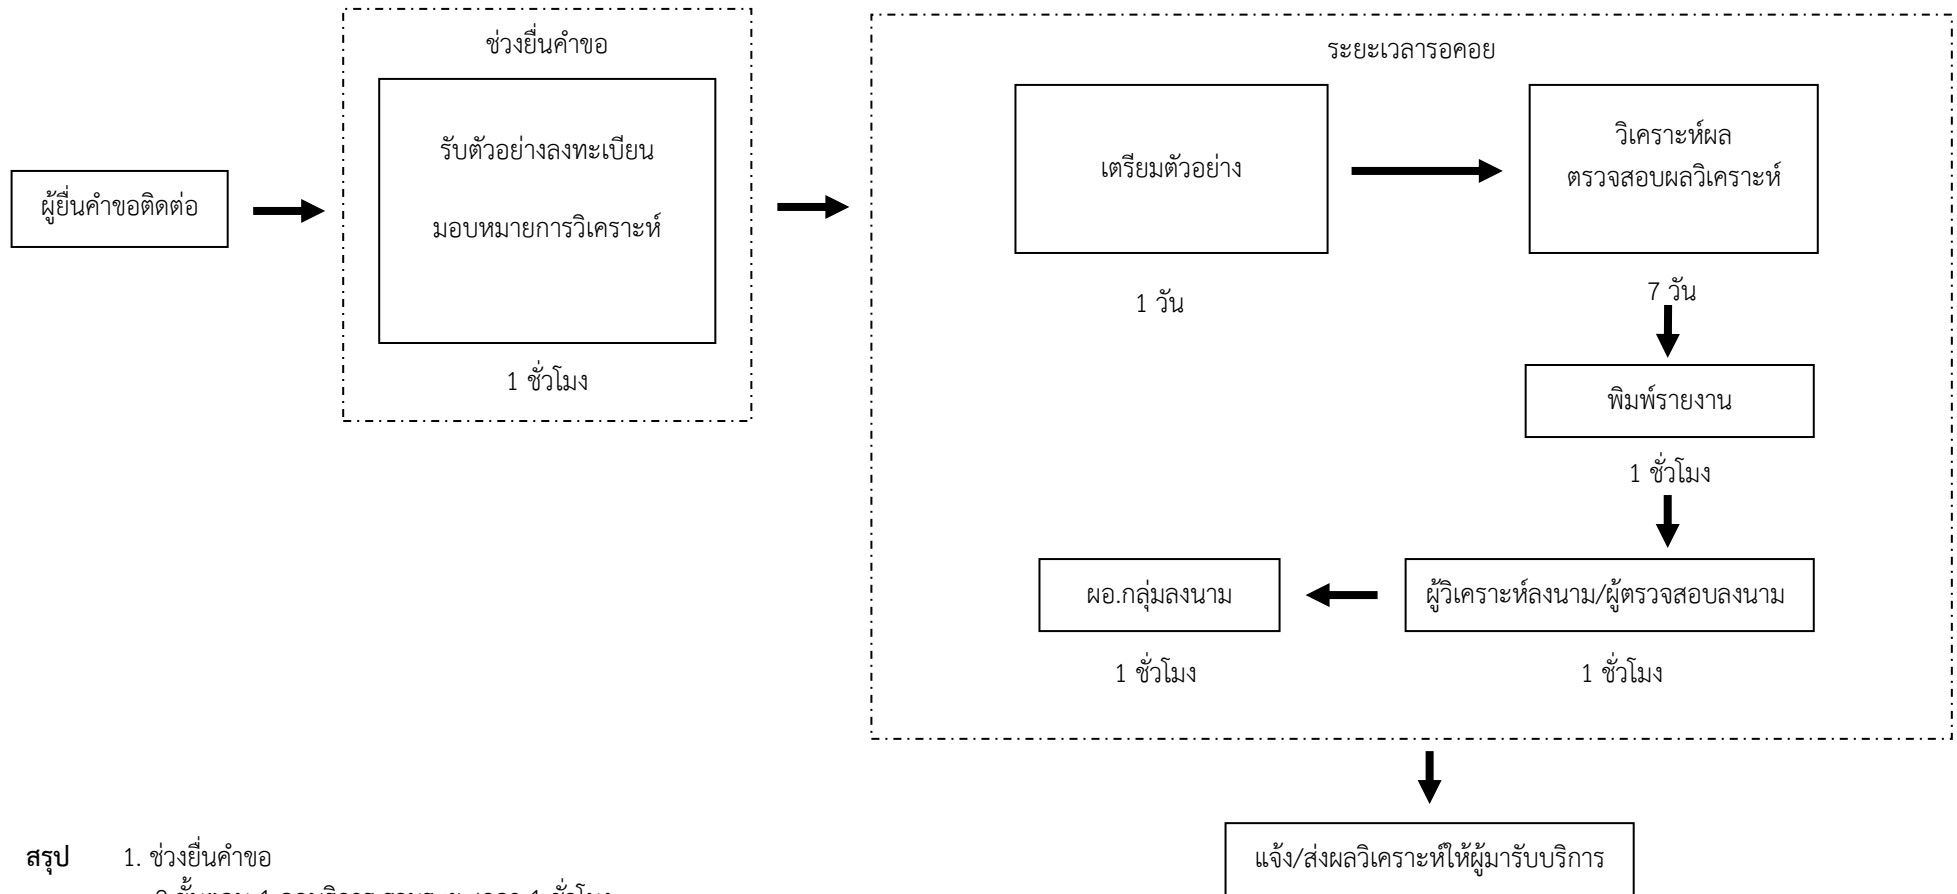 ช่วงยื่นคำขอ
รับตัวอย่างลงทะเบียน
มอบหมายการวิเคราะห์
1 ชั่วโมง
ผู้ยื่นคำขอติดต่อ
ระยะเวลารอคอย
เตรียมตัวอย่าง
1 วัน
วิเคราะห์ผล
ตรวจสอบผลวิเคราะห์
7 วัน
พิมพ์รายงาน
1 ชั่วโมง
ผู้วิเคราะห์ลงนาม/ผู้ตรวจสอบลงนาม
1 ชั่วโมง
ผอ.กลุ่มลงนาม
1 ชั่วโมง
แจ้ง/ส่งผลวิเคราะห์ให้ผู้มารับบริการ
สรุป 1. ช่วงยื่นคำขอ